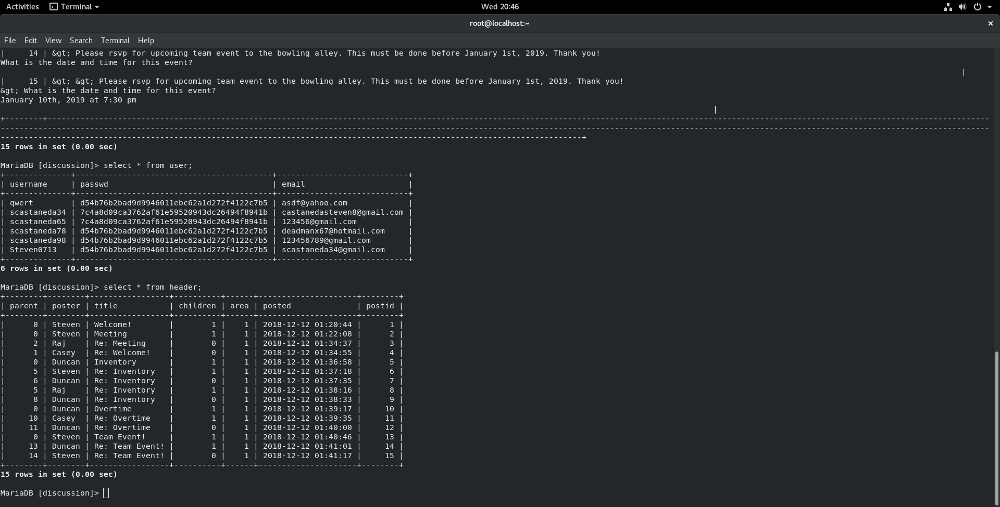 Activities Terminal Wed 20:46
root@localhost:~ ×
File Edit View Search Terminal Help
|     14 | &gt; Please rsvp for upcoming team event to the bowling alley. This must be done before January 1st, 2019. Thank you!
What is the date and time for this event?
|
|     15 | &gt; &gt; Please rsvp for upcoming team event to the bowling alley. This must be done before January 1st, 2019. Thank you!
&gt; What is the date and time for this event?
January 10th, 2019 at 7:30 pm
|
15 rows in set (0.00 sec)
MariaDB [discussion]> select * from user;
+--------------+------------------------------------------+----------------------------+
| username     | passwd                                   | email                      |
+--------------+------------------------------------------+----------------------------+
| qwert        | d54b76b2bad9d9946011ebc62a1d272f4122c7b5 | asdf@yahoo.com             |
| scastaneda34 | 7c4a8d09ca3762af61e59520943dc26494f8941b | castanedasteven8@gmail.com |
| scastaneda65 | 7c4a8d09ca3762af61e59520943dc26494f8941b | 123456@gmail.com           |
| scastaneda78 | d54b76b2bad9d9946011ebc62a1d272f4122c7b5 | deadmanx67@hotmail.com     |
| scastaneda98 | d54b76b2bad9d9946011ebc62a1d272f4122c7b5 | 123456789@gmail.com        |
| Steven0713   | d54b76b2bad9d9946011ebc62a1d272f4122c7b5 | scastaneda34@gmail.com     |
+--------------+------------------------------------------+----------------------------+
6 rows in set (0.00 sec)
MariaDB [discussion]> select * from header;
+--------+--------+-----------------+----------+------+---------------------+--------+
| parent | poster | title           | children | area | posted              | postid |
+--------+--------+-----------------+----------+------+---------------------+--------+
|      0 | Steven | Welcome!        |        1 |    1 | 2018-12-12 01:20:44 |      1 |
|      0 | Steven | Meeting         |        1 |    1 | 2018-12-12 01:22:08 |      2 |
|      2 | Raj    | Re: Meeting     |        0 |    1 | 2018-12-12 01:34:37 |      3 |
|      1 | Casey  | Re: Welcome!    |        0 |    1 | 2018-12-12 01:34:55 |      4 |
|      0 | Duncan | Inventory       |        1 |    1 | 2018-12-12 01:36:58 |      5 |
|      5 | Steven | Re: Inventory   |        1 |    1 | 2018-12-12 01:37:18 |      6 |
|      6 | Duncan | Re: Inventory   |        0 |    1 | 2018-12-12 01:37:35 |      7 |
|      5 | Raj    | Re: Inventory   |        1 |    1 | 2018-12-12 01:38:16 |      8 |
|      8 | Duncan | Re: Inventory   |        0 |    1 | 2018-12-12 01:38:33 |      9 |
|      0 | Duncan | Overtime        |        1 |    1 | 2018-12-12 01:39:17 |     10 |
|     10 | Casey  | Re: Overtime    |        1 |    1 | 2018-12-12 01:39:35 |     11 |
|     11 | Duncan | Re: Overtime    |        0 |    1 | 2018-12-12 01:40:00 |     12 |
|      0 | Steven | Team Event!     |        1 |    1 | 2018-12-12 01:40:46 |     13 |
|     13 | Duncan | Re: Team Event! |        1 |    1 | 2018-12-12 01:41:01 |     14 |
|     14 | Steven | Re: Team Event! |        0 |    1 | 2018-12-12 01:41:17 |     15 |
+--------+--------+-----------------+----------+------+---------------------+--------+
15 rows in set (0.00 sec)
MariaDB [discussion]>